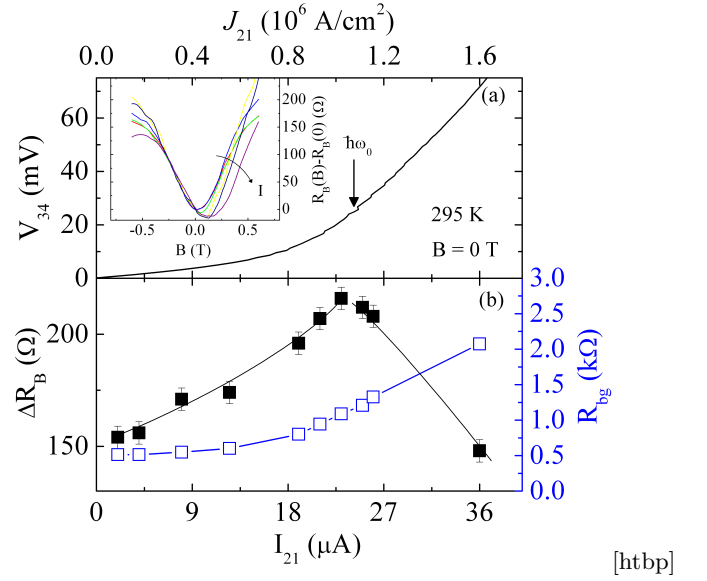 J21 (10^6 A/cm^2)
0.0 0.4 0.8 1.2 1.6
(a)
V34 (mV)
60
40
20
0
200
150
100
50
0
RB(B)-RB(0) (Ω)
I
-0.5 0.0 0.5
B (T)
ħω0
295 K
B = 0 T
(b)
ΔRB (Ω)
200
150
3.0
2.5
2.0
1.5
1.0
0.5
0.0
Rbg (kΩ)
0 9 18 27 36
I21 (μA)
[htbp]